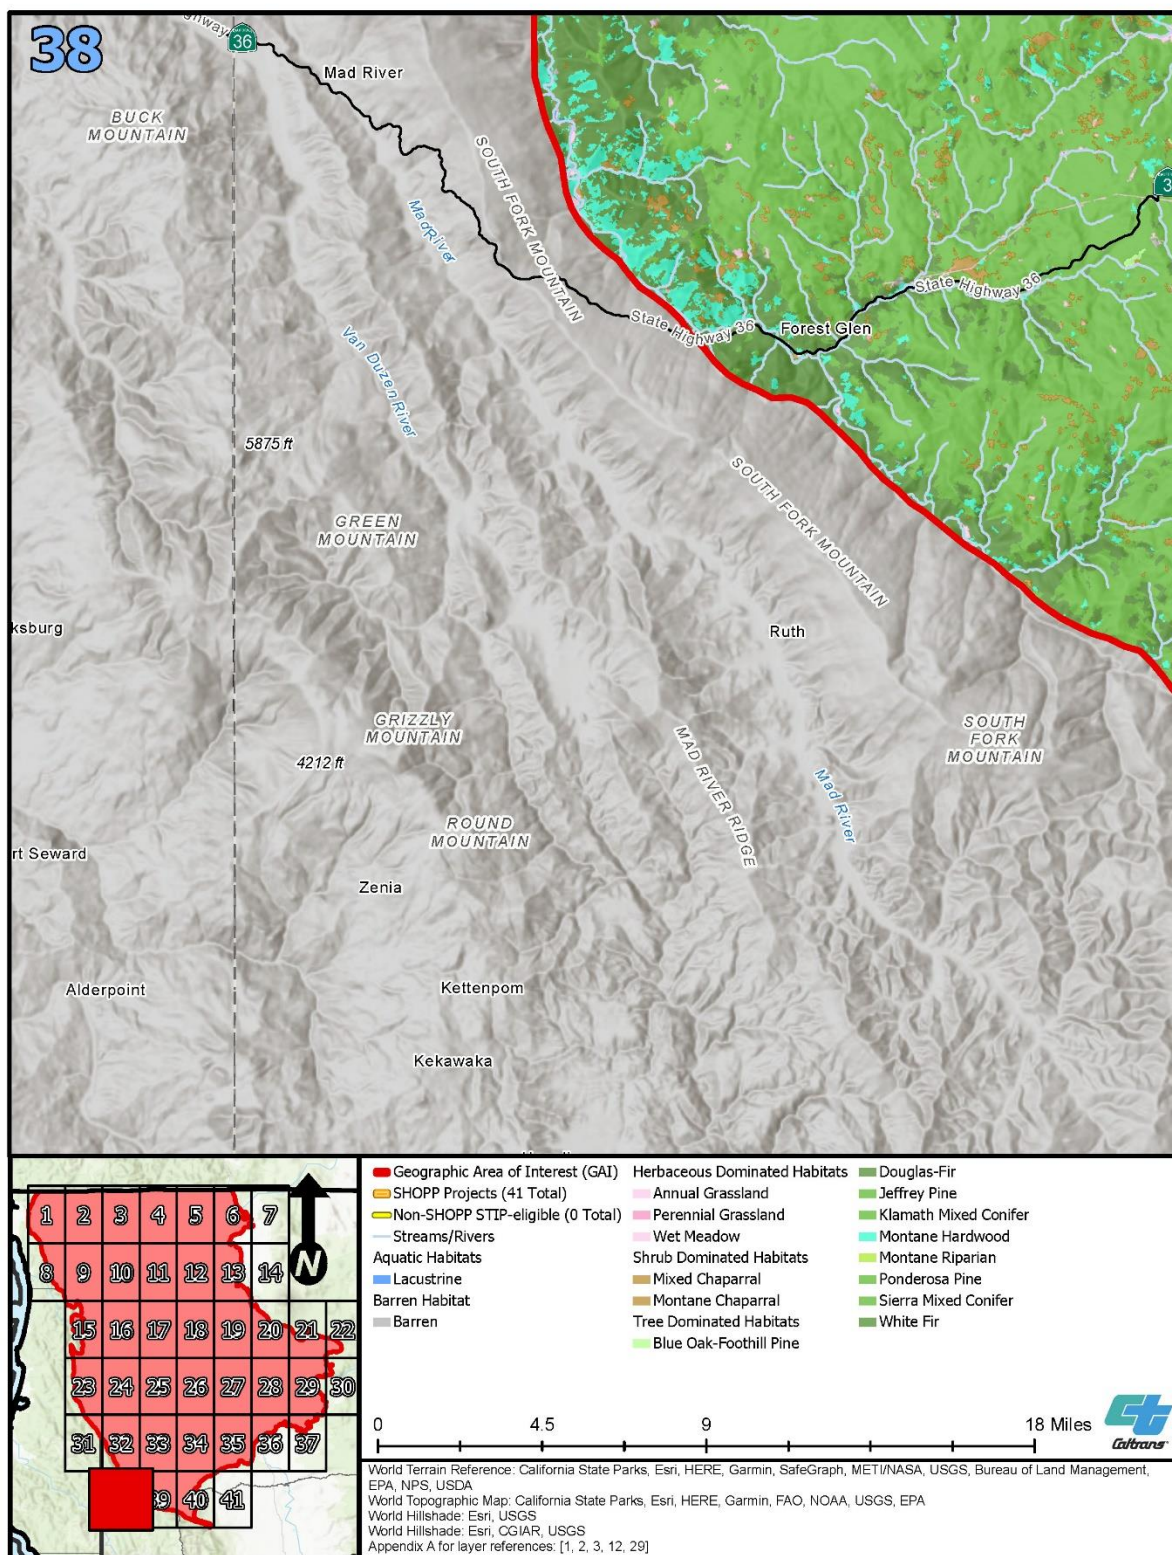 38
ghway
36
Mad River
BUCK
MOUNTAIN
SOUTH FORK MOUNTAIN
Mad River
3
State Highway 36
State Highway 36
Forest Glen
Van Duzen River
5875 ft
SOUTH FORK MOUNTAIN
GREEN
MOUNTAIN
ksburg
Ruth
GRIZZLY
MOUNTAIN
SOUTH
FORK
MOUNTAIN
MAD RIVER RIDGE
4212 ft
Mad River
ROUND
MOUNTAIN
rt Seward
Zenia
Alderpoint
Kettenpom
Kekawaka
1 2 3 4 5 6 7
8 9 10 11 12 13 14
15 16 17 18 19 20 21 22
23 24 25 26 27 28 29 30
31 32 33 34 35 36 37
39 40 41
N
Geographic Area of Interest (GAI)
SHOPP Projects (41 Total)
Non-SHOPP STIP-eligible (0 Total)
Streams/Rivers
Aquatic Habitats
Lacustrine
Barren Habitat
Barren
Herbaceous Dominated Habitats
Annual Grassland
Perennial Grassland
Wet Meadow
Shrub Dominated Habitats
Mixed Chaparral
Montane Chaparral
Tree Dominated Habitats
Blue Oak-Foothill Pine
Douglas-Fir
Jeffrey Pine
Klamath Mixed Conifer
Montane Hardwood
Montane Riparian
Ponderosa Pine
Sierra Mixed Conifer
White Fir
0 4.5 9 18 Miles
Caltrans
World Terrain Reference: California State Parks, Esri, HERE, Garmin, SafeGraph, METI/NASA, USGS, Bureau of Land Management,
EPA, NPS, USDA
World Topographic Map: California State Parks, Esri, HERE, Garmin, FAO, NOAA, USGS, EPA
World Hillshade: Esri, USGS
World Hillshade: Esri, CGIAR, USGS
Appendix A for layer references: [1, 2, 3, 12, 29]